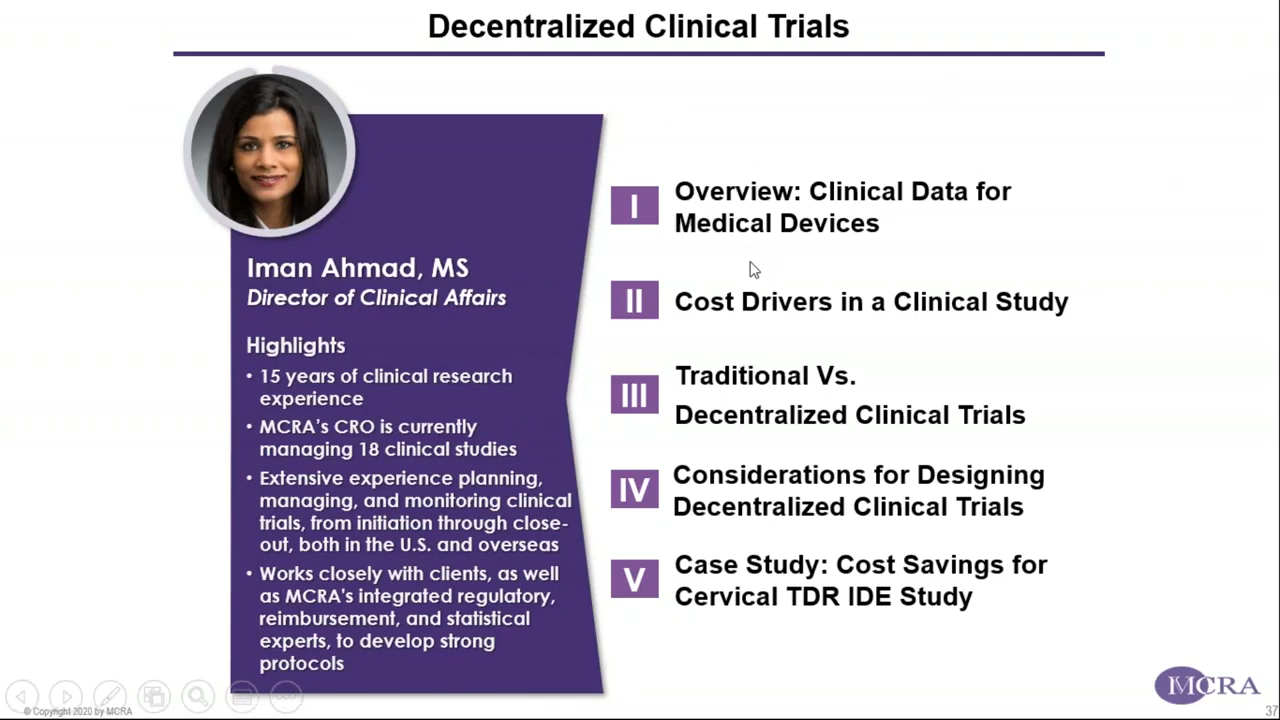 Decentralized Clinical Trials
Iman Ahmad, MS
Director of Clinical Affairs
Highlights
• 15 years of clinical research
experience
• MCRA's CRO is currently
managing 18 clinical studies
• Extensive experience planning,
managing, and monitoring clinical
trials, from initiation through close-
out, both in the U.S. and overseas
• Works closely with clients, as well
as MCRA's integrated regulatory,
reimbursement, and statistical
experts, to develop strong
protocols
I
Overview: Clinical Data for
Medical Devices
II
Cost Drivers in a Clinical Study
III
Traditional Vs.
Decentralized Clinical Trials
IV
Considerations for Designing
Decentralized Clinical Trials
V
Case Study: Cost Savings for
Cervical TDR IDE Study
MCRA
© Copyright 2020 by MCRA
37